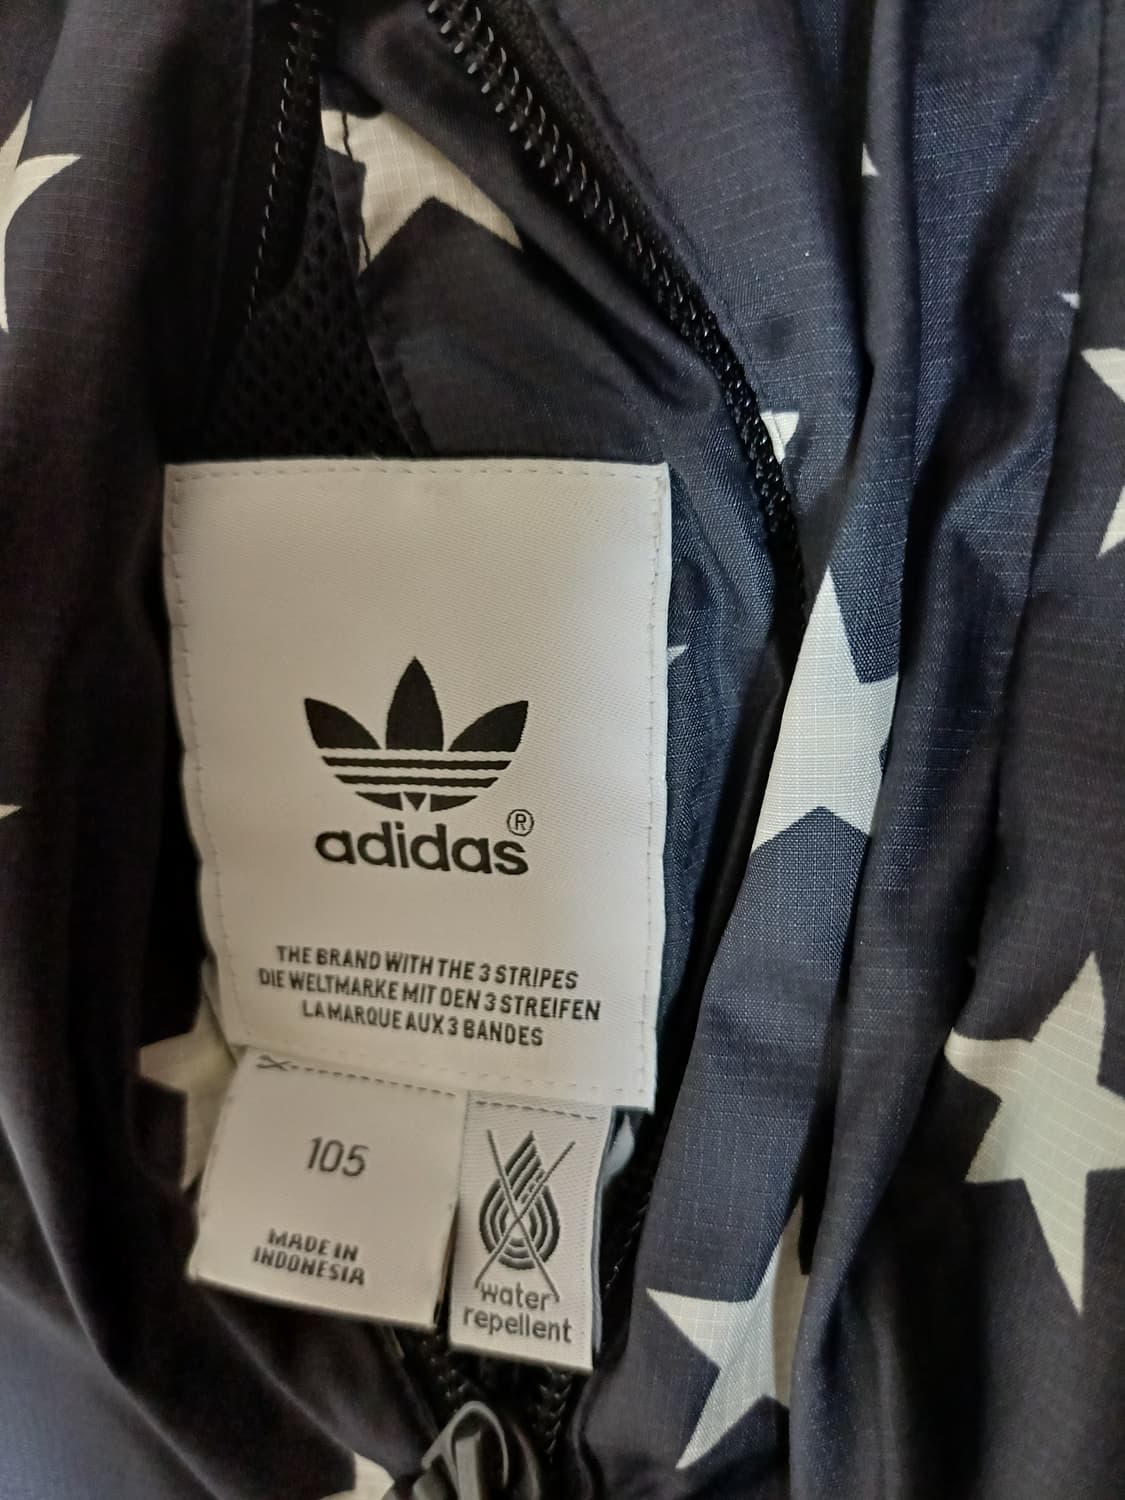 adidas®
THE BRAND WITH THE 3 STRIPES
DIE WELTMARKE MIT DEN 3 STREIFEN
LA MARQUE AUX 3 BANDES
105
MADE IN
INDONESIA
water
repellent